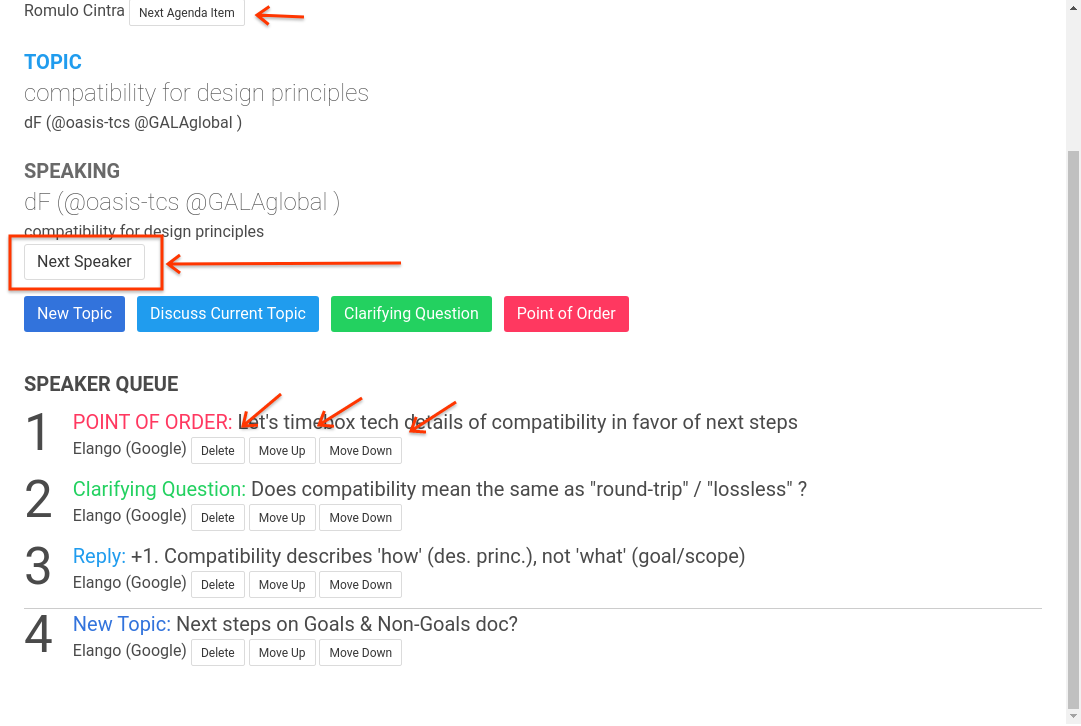 Romulo Cintra Next Agenda Item
TOPIC
compatibility for design principles
dF (@oasis-tcs @GALAglobal )
SPEAKING
dF (@oasis-tcs @GALAglobal )
compatibility for design principles
Next Speaker
New Topic Discuss Current Topic Clarifying Question Point of Order
SPEAKER QUEUE
1 POINT OF ORDER: Let's timebox tech details of compatibility in favor of next steps
Elango (Google) Delete Move Up Move Down
2 Clarifying Question: Does compatibility mean the same as "round-trip" / "lossless" ?
Elango (Google) Delete Move Up Move Down
3 Reply: +1. Compatibility describes 'how' (des. princ.), not 'what' (goal/scope)
Elango (Google) Delete Move Up Move Down
4 New Topic: Next steps on Goals & Non-Goals doc?
Elango (Google) Delete Move Up Move Down